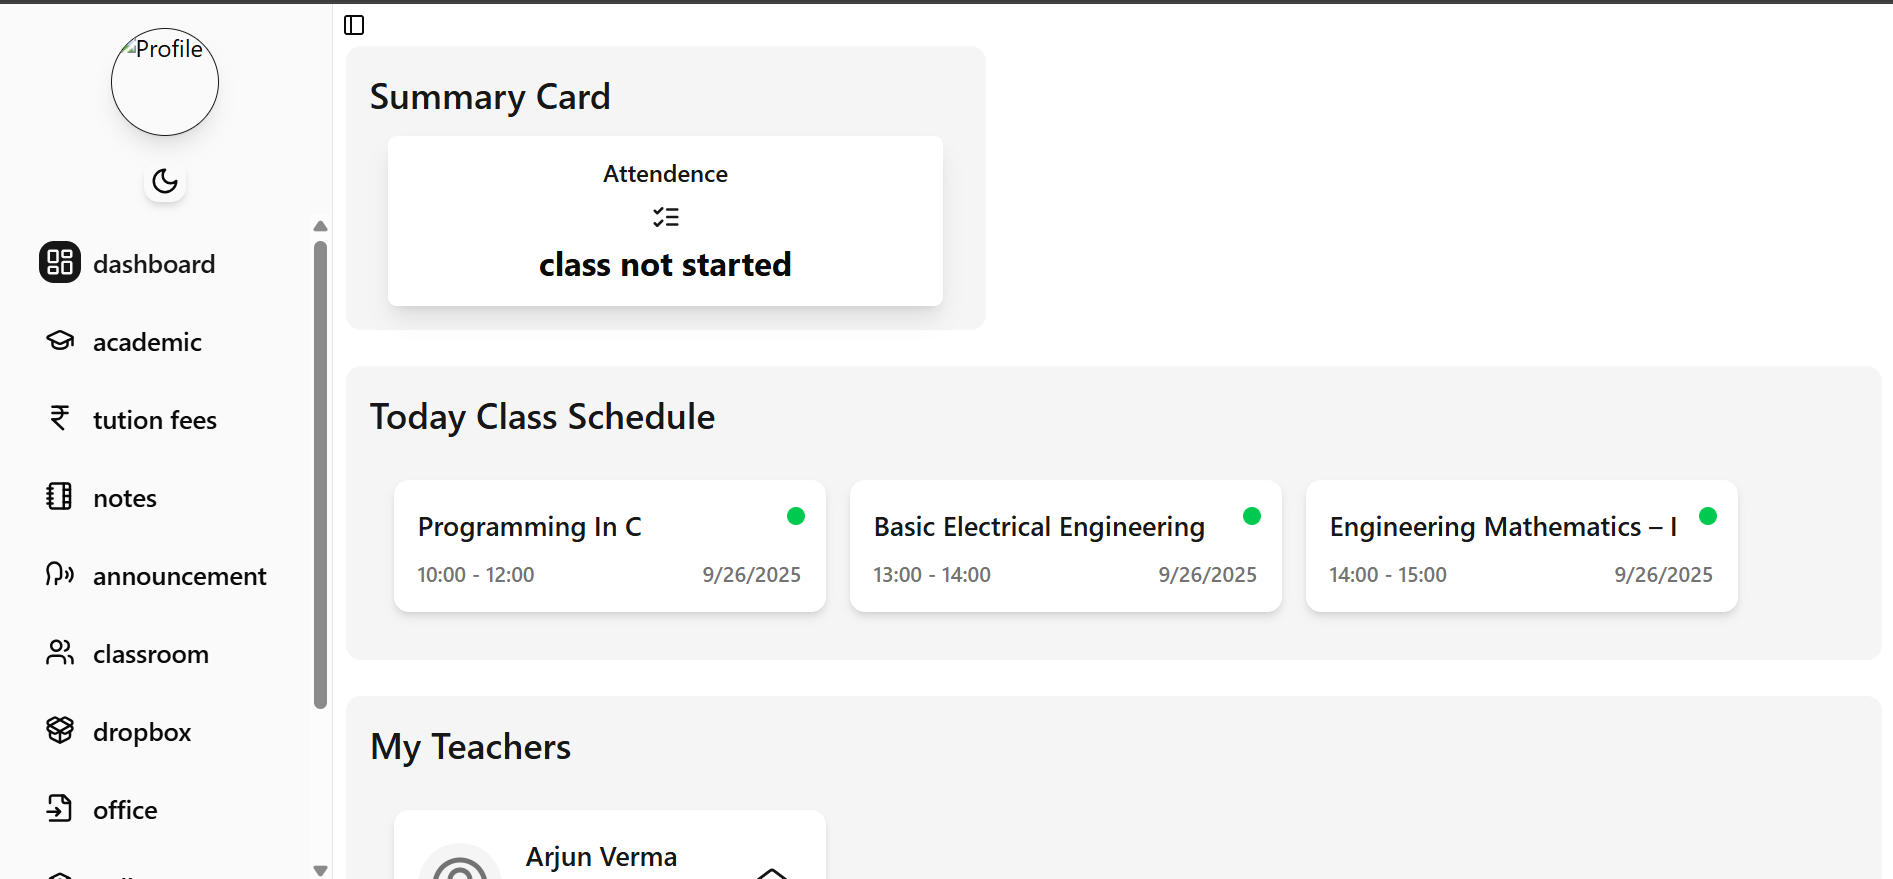 Profile
dashboard
academic
tution fees
notes
announcement
classroom
dropbox
office
Summary Card
Attendence
class not started
Today Class Schedule
Programming In C
10:00 - 12:00 9/26/2025
Basic Electrical Engineering
13:00 - 14:00 9/26/2025
Engineering Mathematics – I
14:00 - 15:00 9/26/2025
My Teachers
Arjun Verma